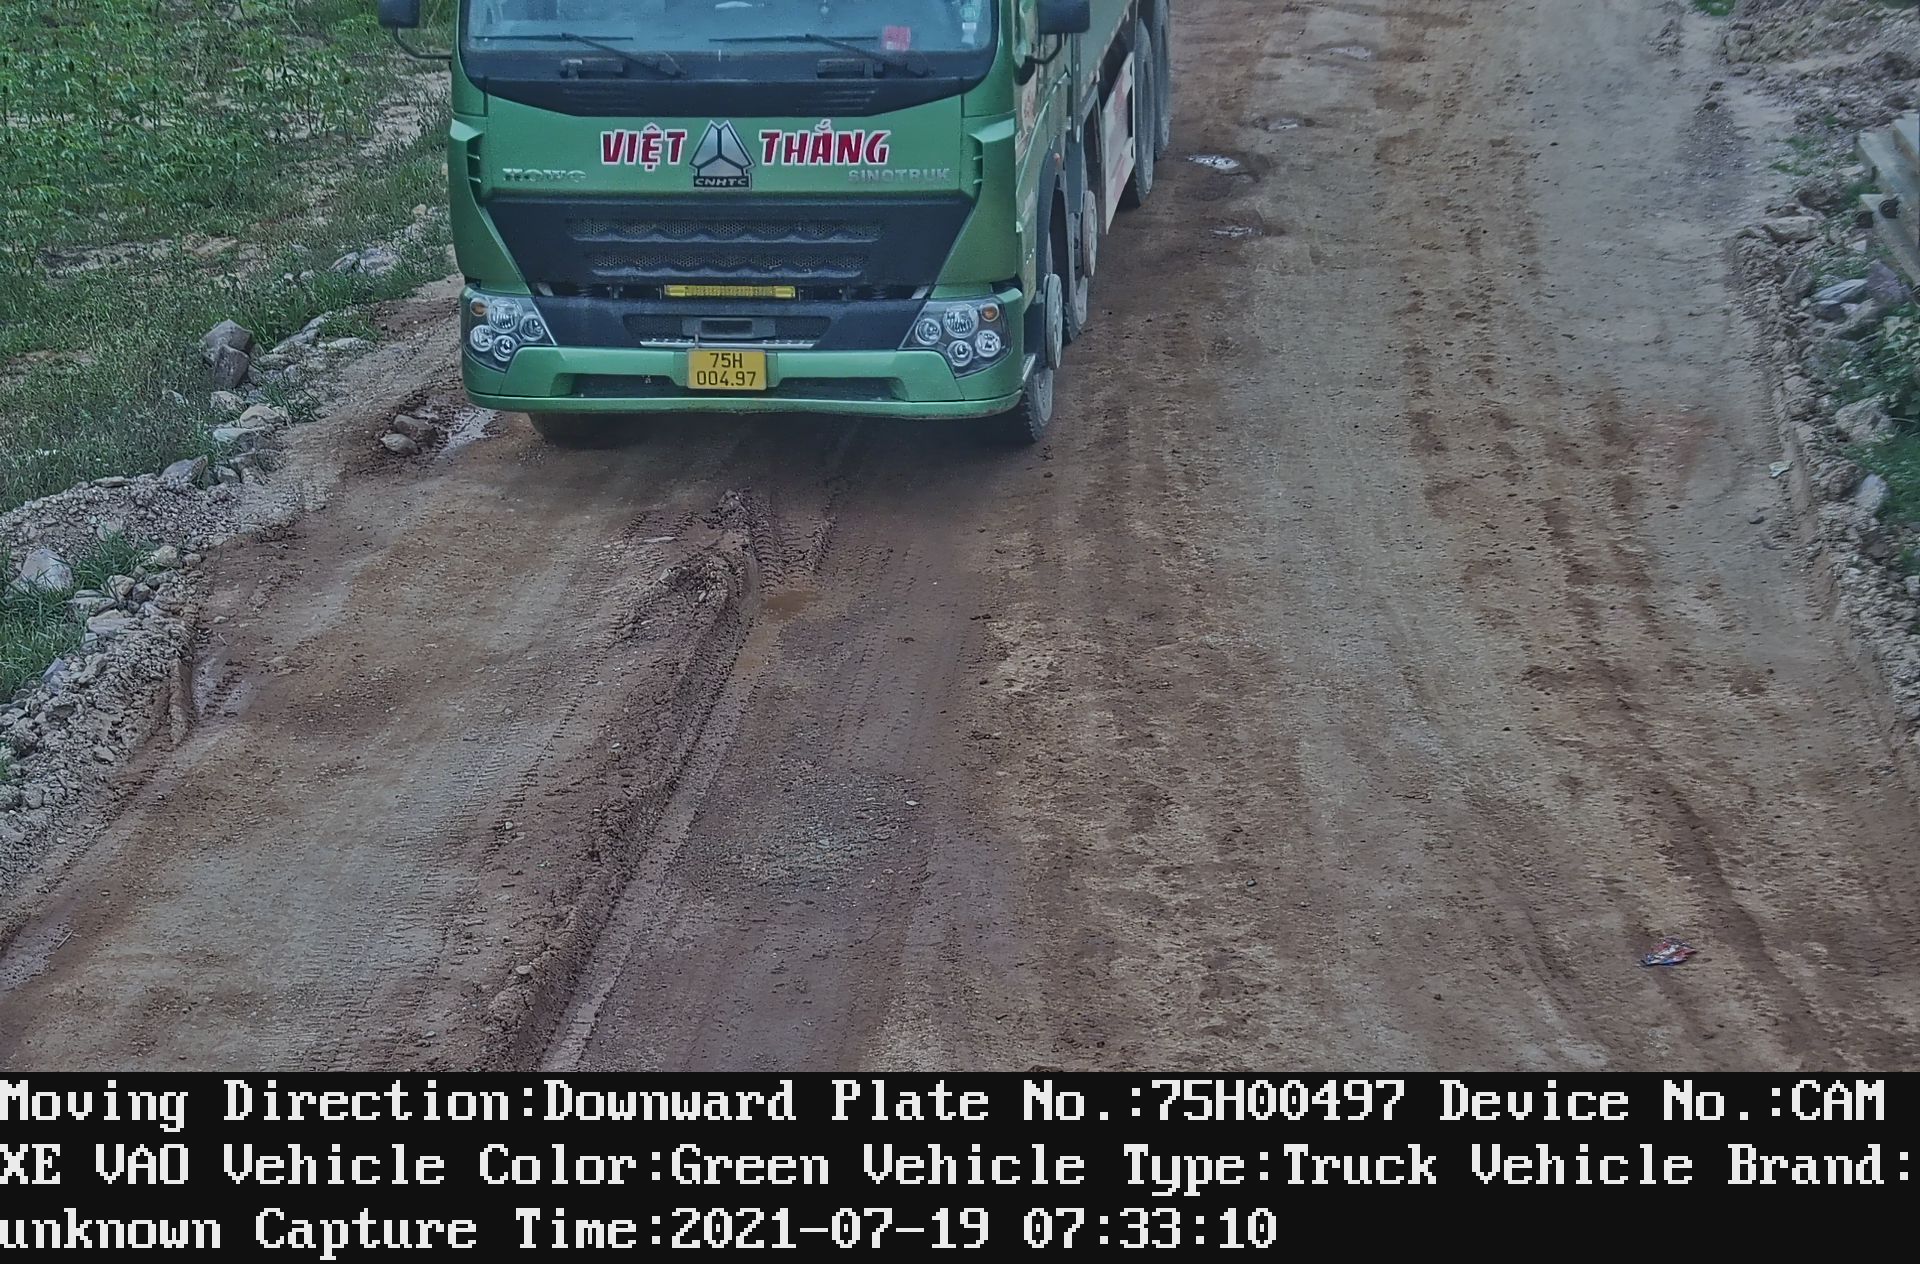 VIỆT THẮNG
CNHTC
HOWO SINOTRUK
75H
004.97
Moving Direction:Downward Plate No.:75H00497 Device No.:CAM
XE VAO Vehicle Color:Green Vehicle Type:Truck Vehicle Brand:
unknown Capture Time:2021-07-19 07:33:10